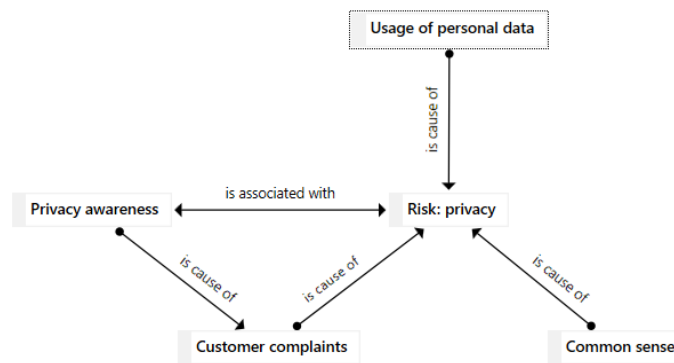 Usage of personal data
is cause of
is associated with
Privacy awareness
Risk: privacy
is cause of
is cause of
is cause of
Customer complaints
Common sense